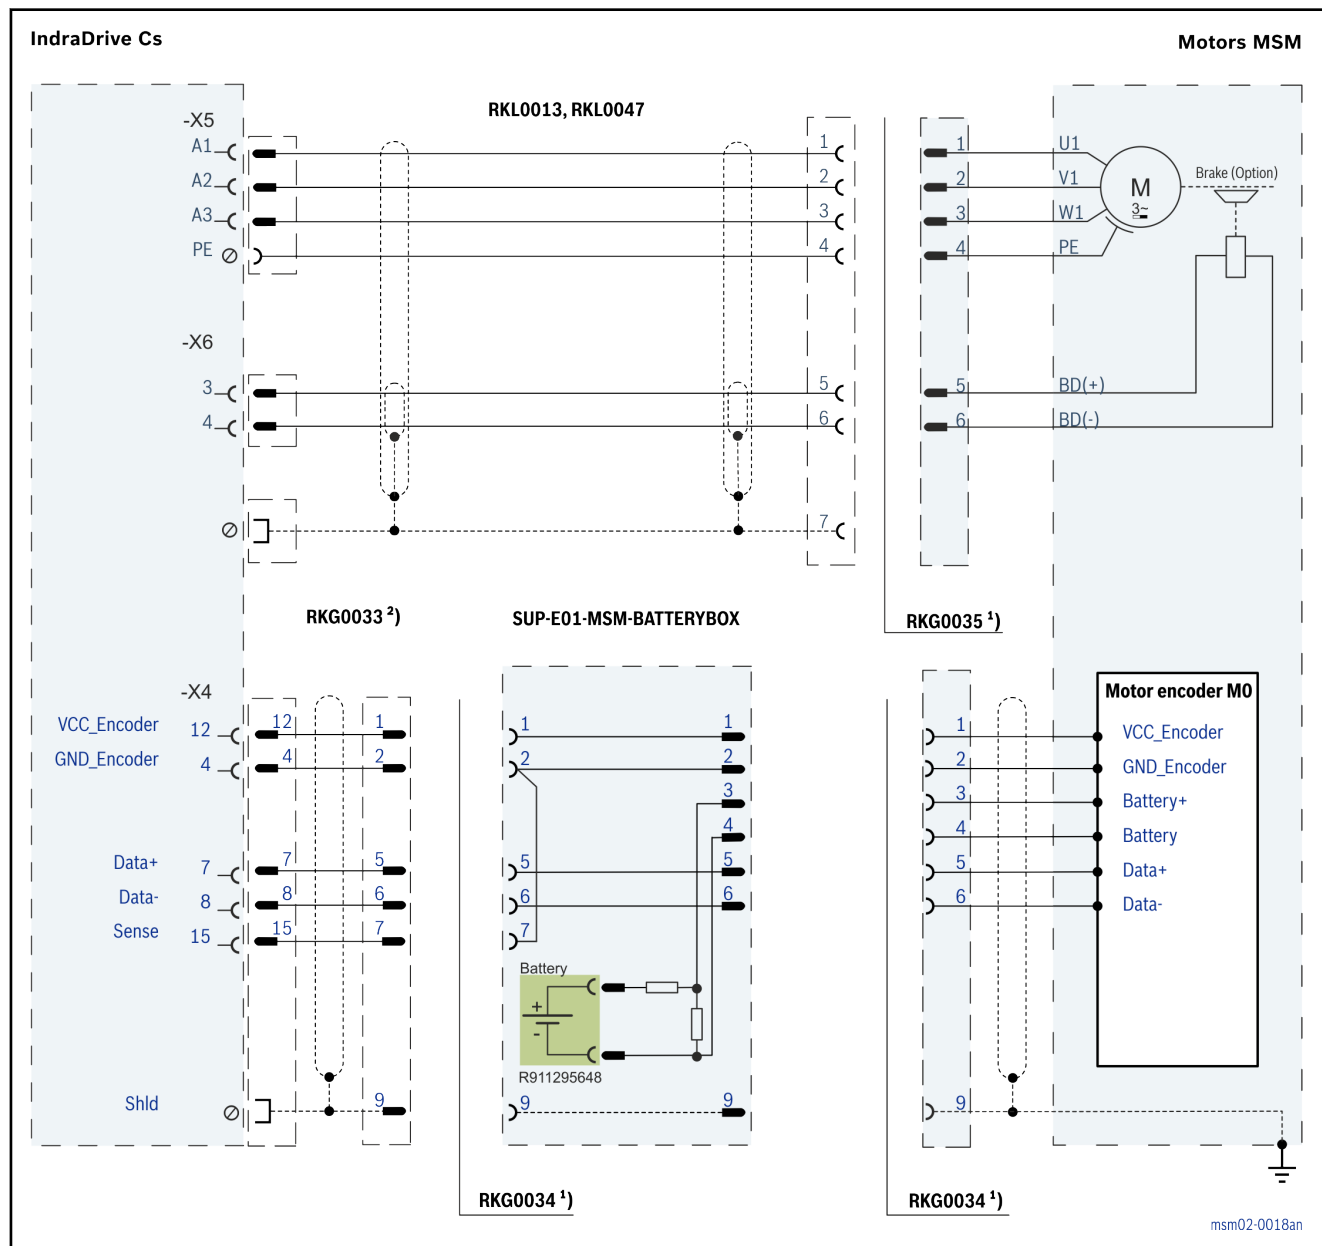 IndraDrive Cs
Motors MSM
RKL0013, RKL0047
-X5
A1
A2
A3
PE
1
2
3
4
1
2
3
4
U1
V1
W1
PE
M
3~
Brake (Option)
-X6
3
4
5
6
7
5
6
BD(+)
BD(-)
RKG0033 ²)
SUP-E01-MSM-BATTERYBOX
RKG0035 ¹)
-X4
VCC_Encoder 12
GND_Encoder 4
Data+ 7
Data- 8
Sense 15
Shld
12
4
7
8
15
1
2
5
6
7
9
1
2
5
6
7
9
1
2
3
4
5
6
9
Battery
+
-
R911295648
1
2
3
4
5
6
9
Motor encoder M0
VCC_Encoder
GND_Encoder
Battery+
Battery
Data+
Data-
RKG0034 ¹)
RKG0034 ¹)
msm02-0018an